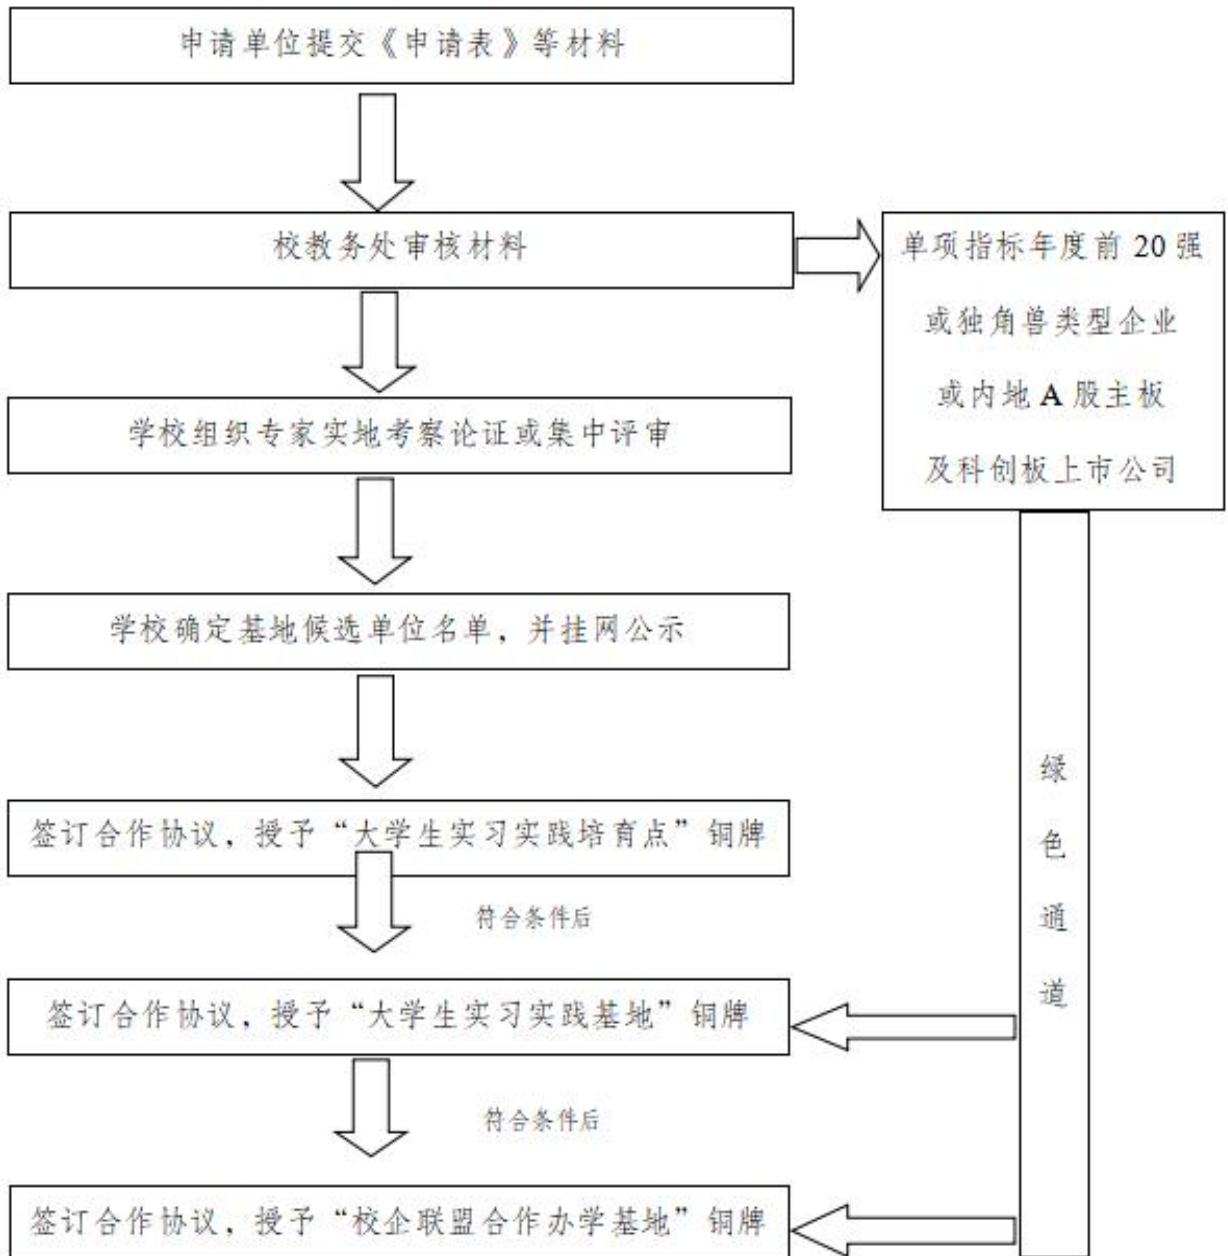 申请单位提交《申请表》等材料
校教务处审核材料
单项指标年度前 20 强
或独角兽类型企业
或内地 A 股主板
及科创板上市公司
学校组织专家实地考察论证或集中评审
学校确定基地候选单位名单，并挂网公示
绿
色
通
道
签订合作协议，授予“大学生实习实践培育点”铜牌
符合条件后
签订合作协议，授予“大学生实习实践基地”铜牌
符合条件后
签订合作协议，授予“校企联盟合作办学基地”铜牌